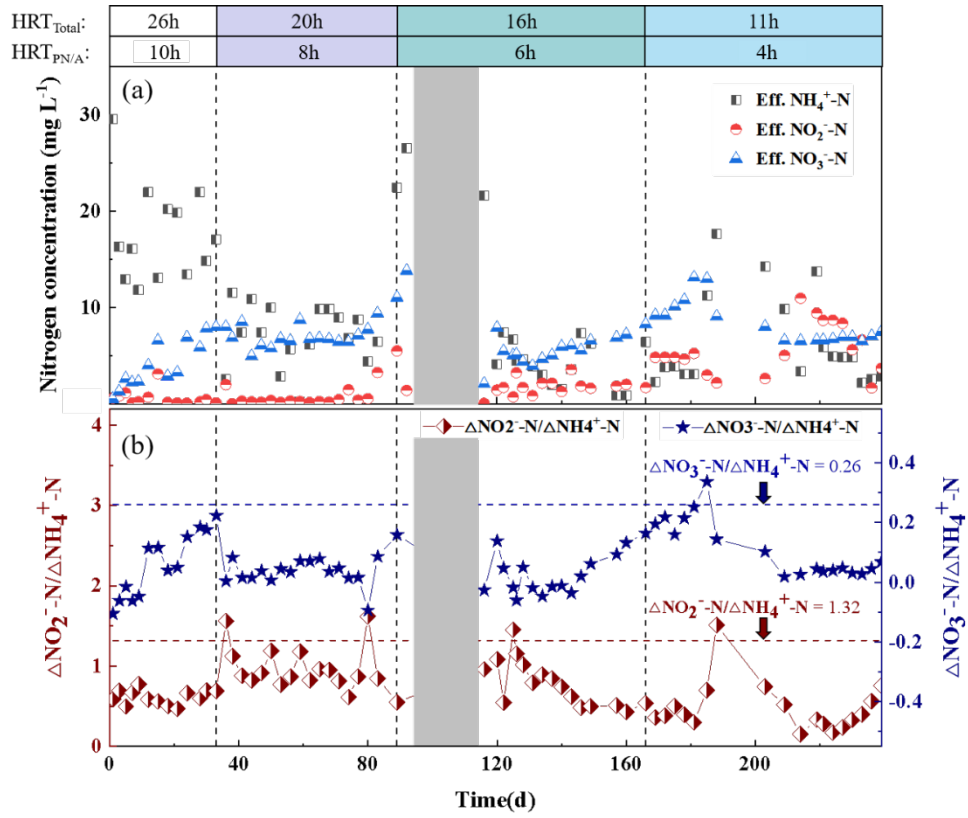 HRTTotal: 26h 20h 16h 11h
HRTPN/A: 10h 8h 6h 4h
(a)
Nitrogen concentration (mg L-1)
30
20
10
Eff. NH4+-N
Eff. NO2--N
Eff. NO3--N
(b)
△NO2--N/△NH4+-N
△NO3--N/△NH4+-N
△NO3--N/△NH4+-N = 0.26
△NO2--N/△NH4+-N = 1.32
△NO2--N/△NH4+-N
4
3
2
1
0
△NO3--N/△NH4+-N
0.4
0.2
0.0
-0.2
-0.4
0 40 80 120 160 200
Time(d)